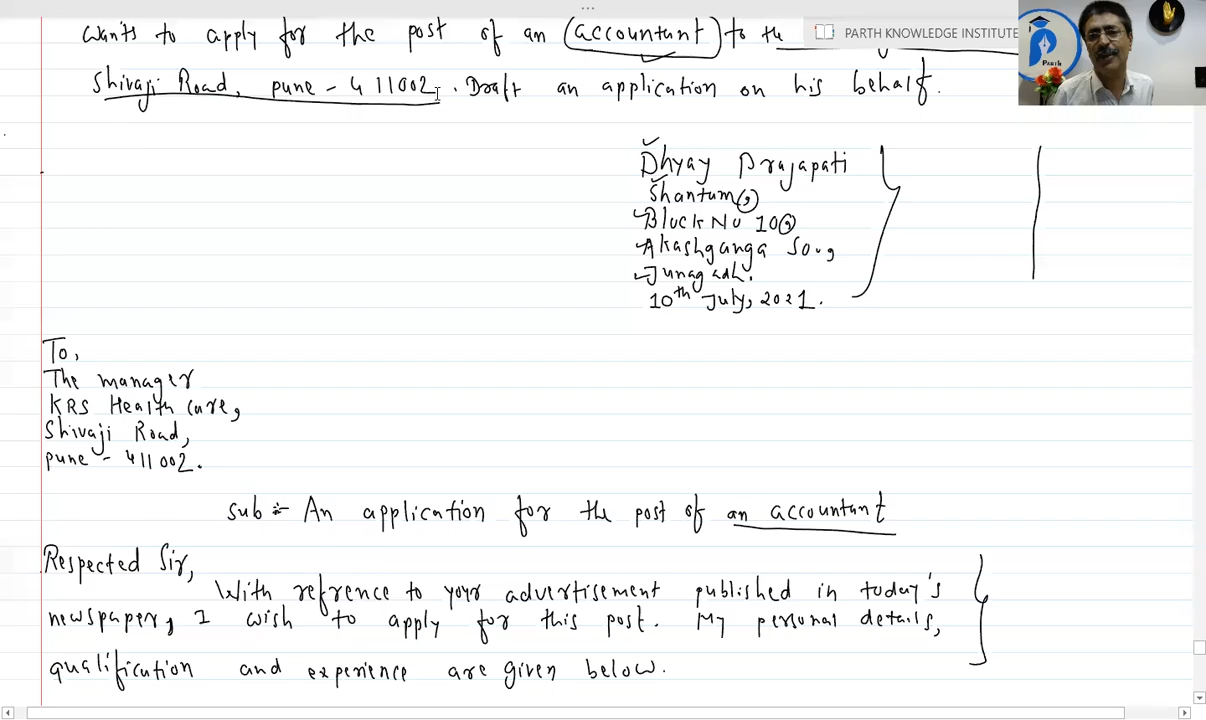 wants to apply for the post of an accountant to the
PARTH KNOWLEDGE INSTITUTE
Parth
Shivaji Road, pune - 411002. Draft an application on his behalf.
Dhyay Prajapati
Shantum,
Block No 10,
Akashganga So.,
Junagadh.
10th July, 2021.
To,
The manager
KRS Health care,
Shivaji Road,
pune - 411002.
Sub :- An application for the post of an accountant
Respected Sir,
With refrence to your advertisement published in today's
newspaper, I wish to apply for this post. My personal details,
qualification and experience are given below.